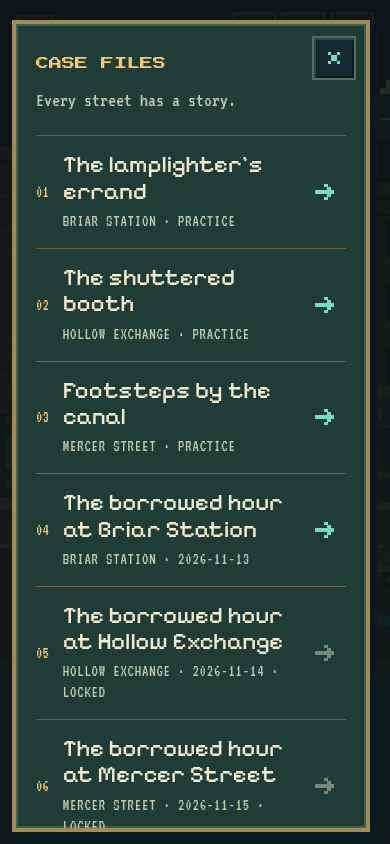 CASE FILES
Every street has a story.
The lamplighter's
errand
01
BRIAR STATION · PRACTICE
The shuttered
booth
02
HOLLOW EXCHANGE · PRACTICE
Footsteps by the
canal
03
MERCER STREET · PRACTICE
The borrowed hour
at Briar Station
04
BRIAR STATION · 2026-11-13
The borrowed hour
at Hollow Exchange
05
HOLLOW EXCHANGE · 2026-11-14 ·
LOCKED
The borrowed hour
at Mercer Street
06
MERCER STREET · 2026-11-15 ·
LOCKED